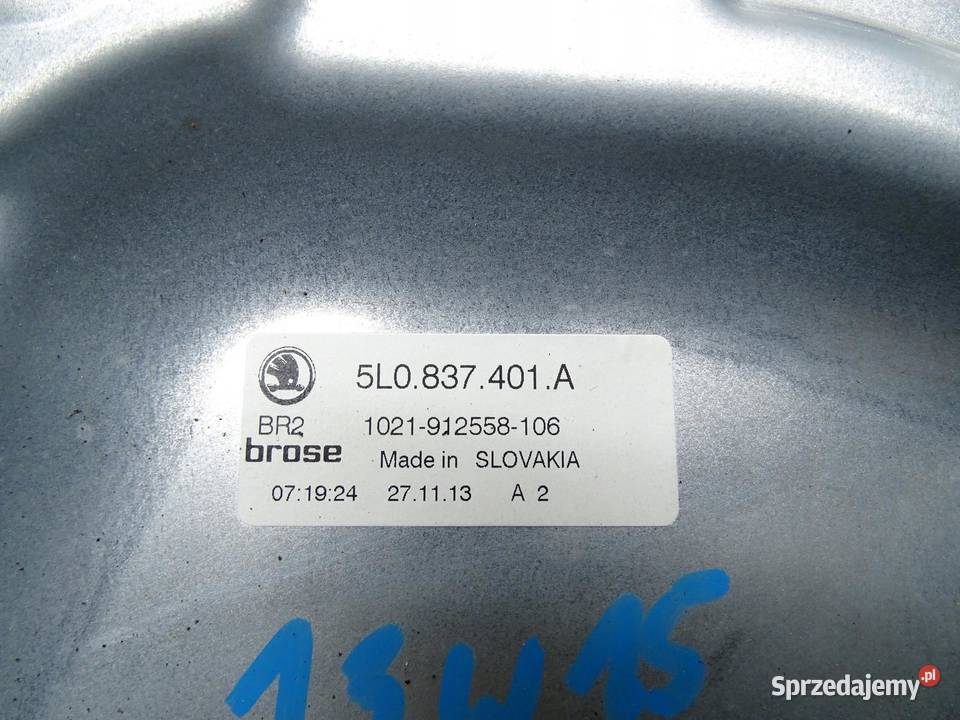 5L0.837.401.A
BR2 1021-912558-106
brose Made in SLOVAKIA
07:19:24 27.11.13 A 2
Sprzedajemy.pl